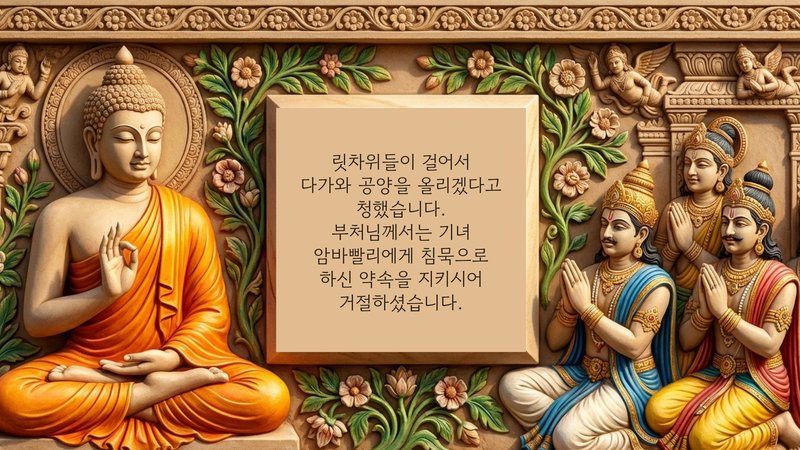 릿차위들이 걸어서
다가와 공양을 올리겠다고
청했습니다.
부처님께서는 기녀
암바빨리에게 침묵으로
하신 약속을 지키시어
거절하셨습니다.